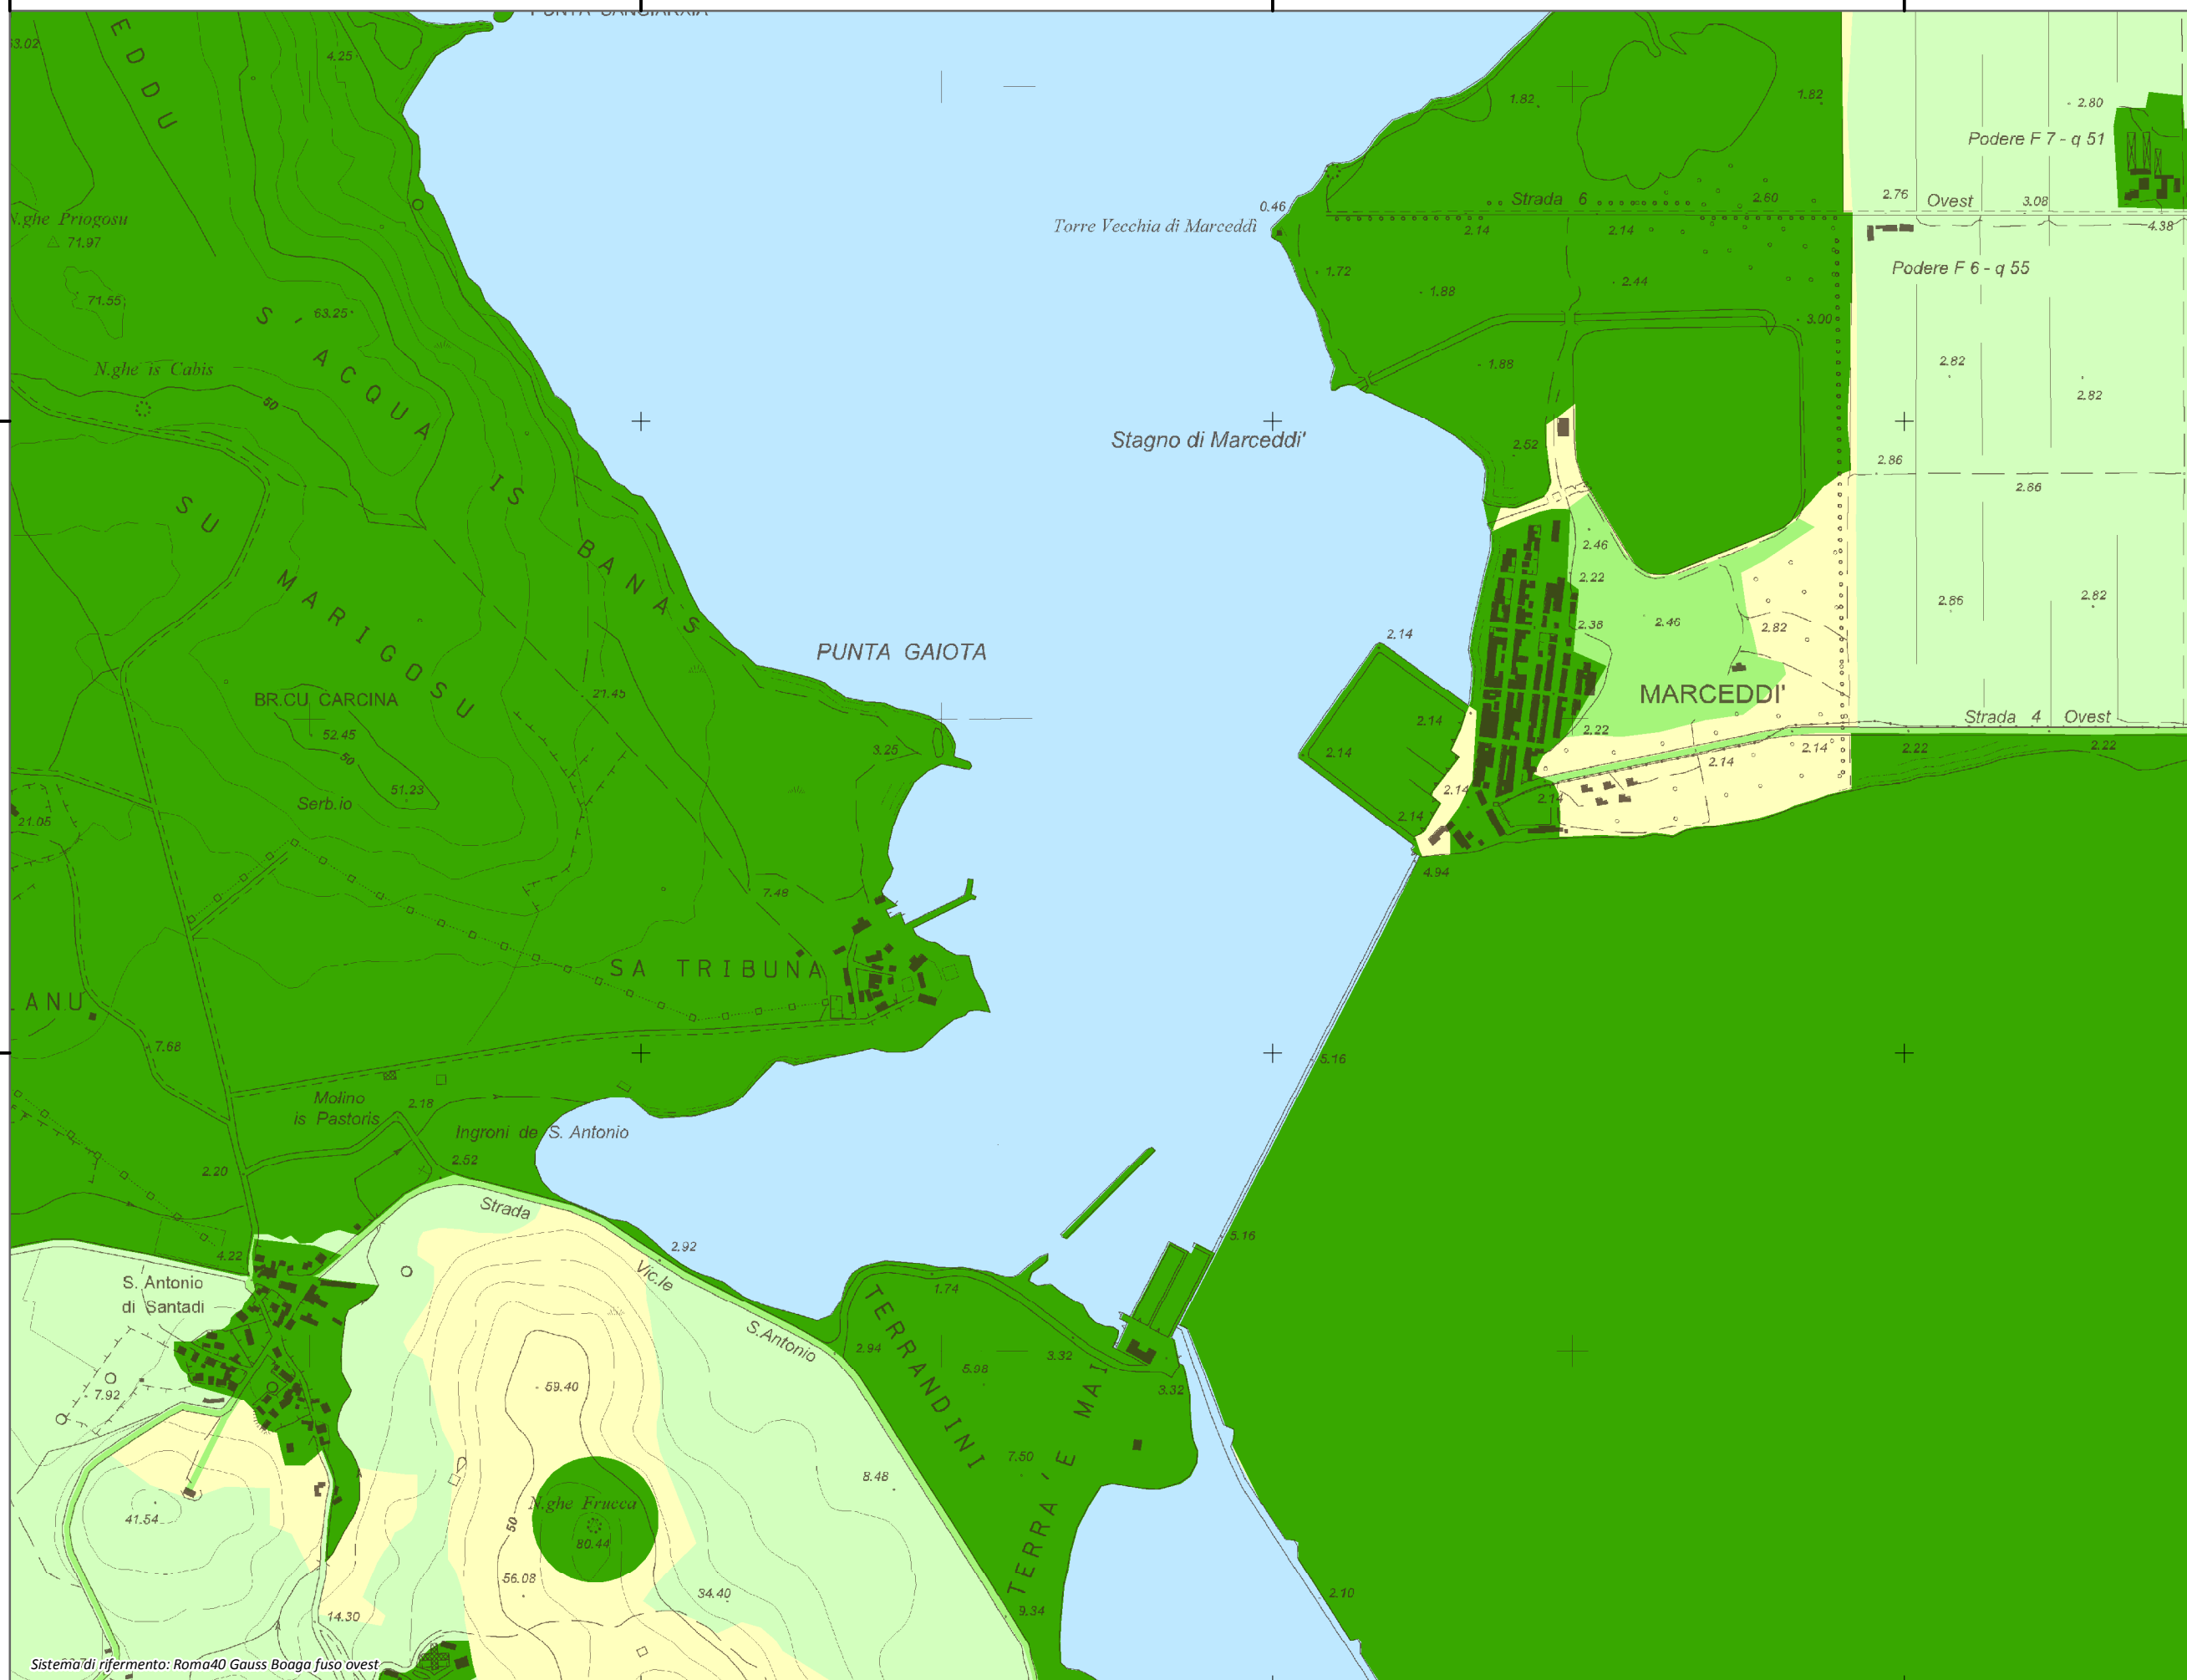 EDDU
63.02
4.25
1.82
1.82
2.80
Podere F 7 - q 51
N.ghe Priogosu
71.97
0.46
Strada 6
2.60
2.76
Ovest
3.08
Torre Vecchia di Marceddì
2.14
2.14
4.38
71.55
63.25
1.72
1.88
2.44
Podere F 6 - q 55
S' ACQUA IS BANAS
3.00
N.ghe is Cabis
50
1.88
2.82
2.82
Stagno di Marceddi'
2.52
2.86
2.86
SU MARIGOSU
2.46
2.22
2.86
2.82
2.38
2.46
2.82
PUNTA GAIOTA
2.14
BR.CU CARCINA
21.45
MARCEDDI'
52.45
50
3.25
2.14
2.14
2.22
Strada 4 Ovest
2.14
2.22
2.22
2.14
51.23
Serb.io
21.05
2.14
2.14
2.14
7.48
4.94
SA TRIBUNA
ANU
7.68
5.16
Molino
is Pastoris
2.18
Ingroni de S. Antonio
2.20
2.52
Strada
4.22
2.92
5.16
S. Antonio
di Santadi
Vic.le
1.74
S.Antonio
TERRANDINI
2.94
5.98
3.32
3.32
7.92
59.40
TERRA 'E MAI
7.50
8.48
N.ghe Frucca
41.54
50
80.44
56.08
34.40
2.10
14.30
9.34
Sistema di rifermento: Roma40 Gauss Boaga fuso ovest